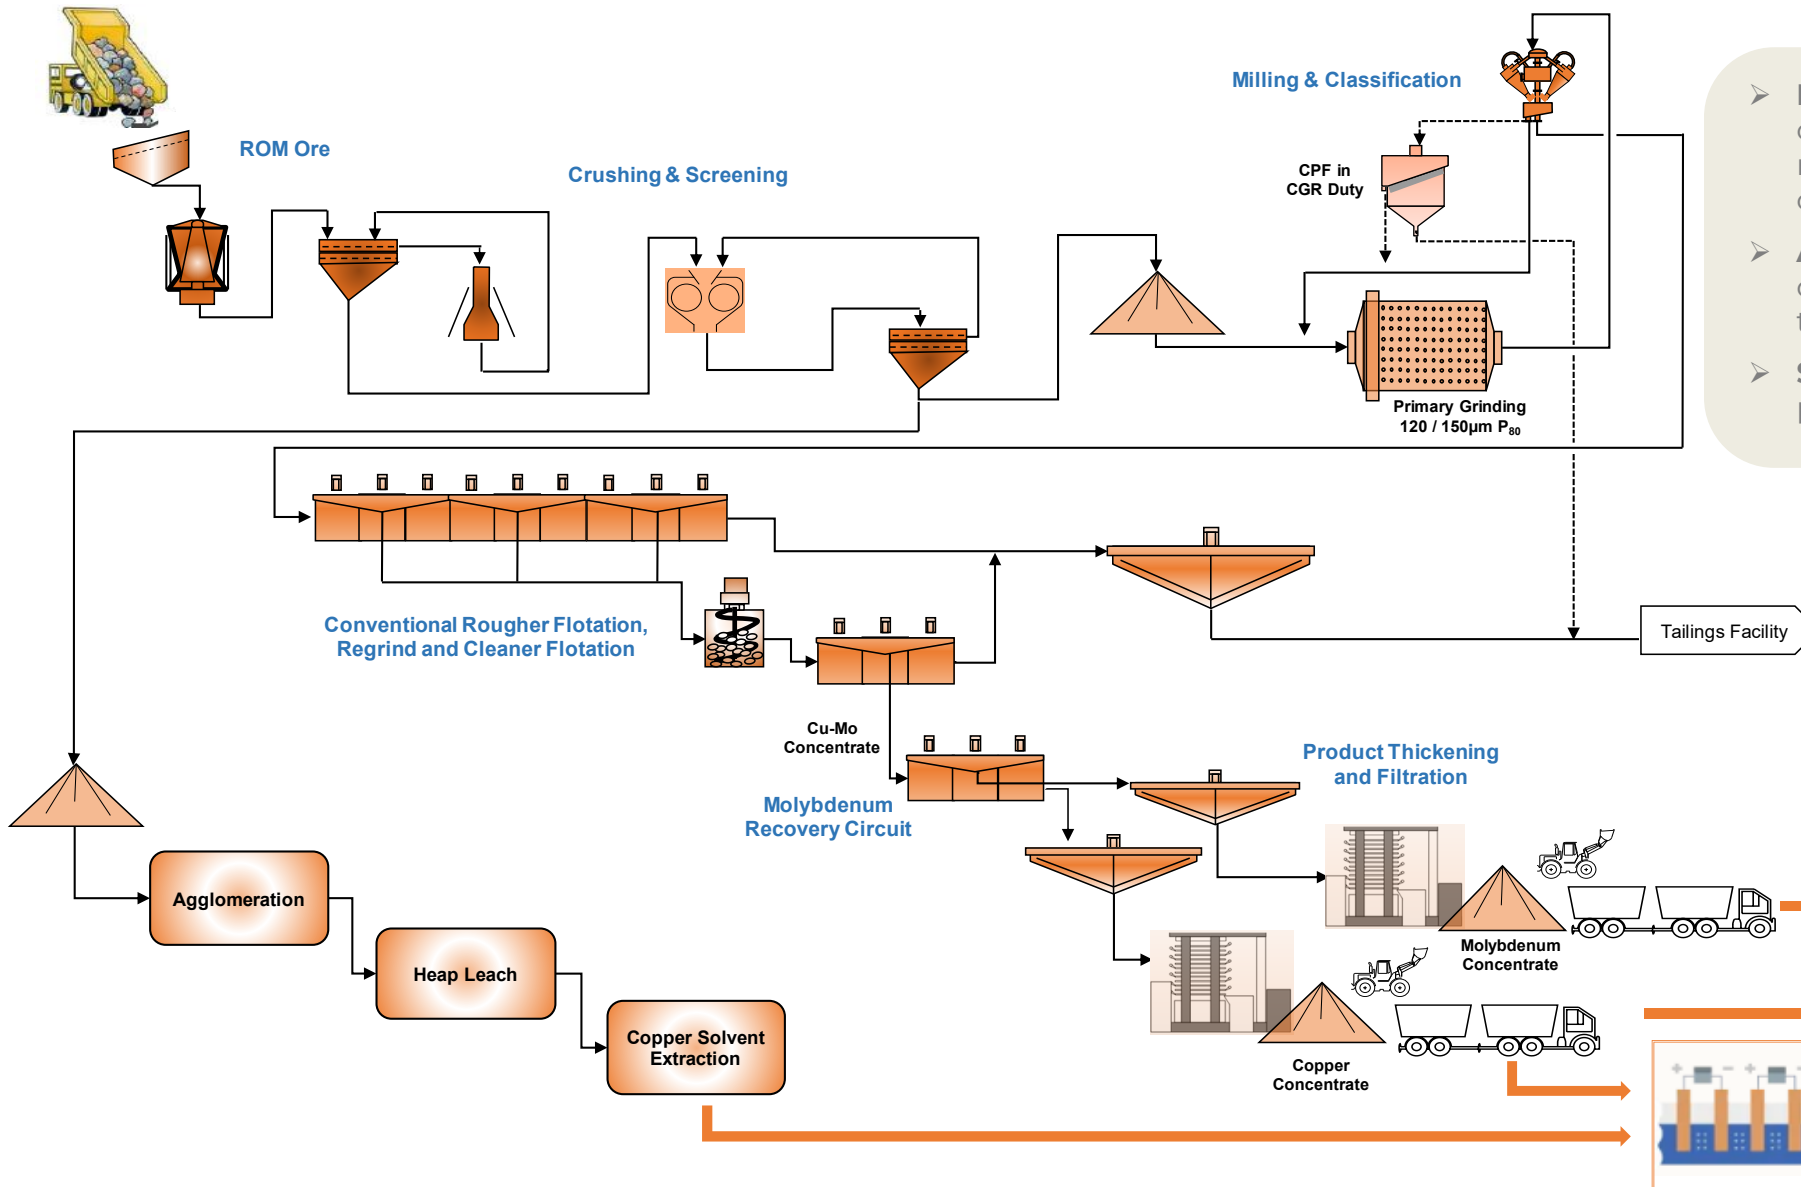 ROM Ore
Crushing & Screening
Milling & Classification
CPF in
CGR Duty
Primary Grinding
120 / 150µm P₈₀
Conventional Rougher Flotation,
Regrind and Cleaner Flotation
Tailings Facility
Cu-Mo
Concentrate
Molybdenum
Recovery Circuit
Product Thickening
and Filtration
Agglomeration
Heap Leach
Copper Solvent
Extraction
Molybdenum
Concentrate
Copper
Concentrate